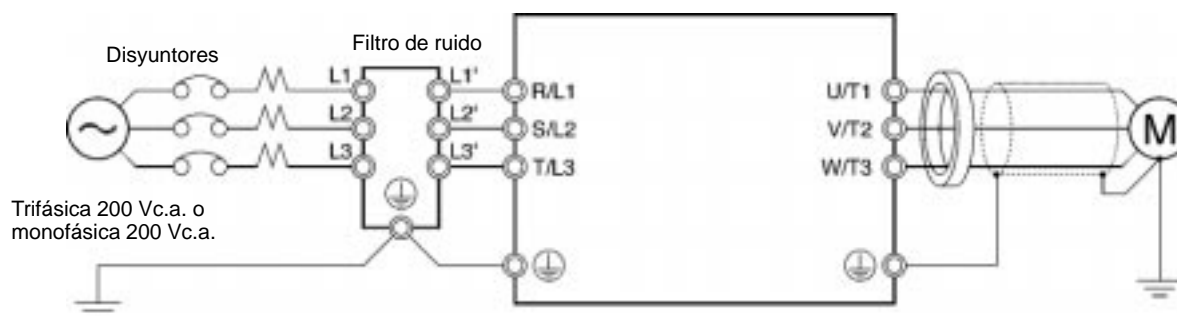 Disyuntores
Filtro de ruido
L1
L1'
R/L1
U/T1
L2
L2'
S/L2
V/T2
M
L3
L3'
T/L3
W/T3
Trifásica 200 Vc.a. o
monofásica 200 Vc.a.